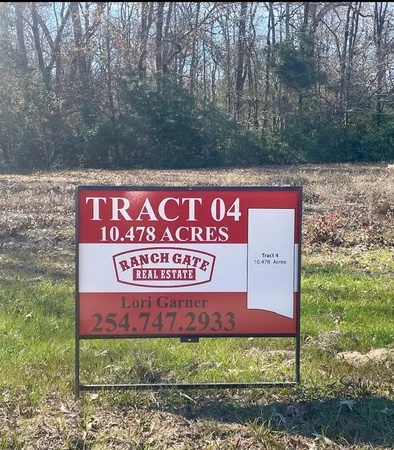 TRACT 04
10.478 ACRES
RANCH GATE
REAL ESTATE
Lori Garner
254.747.2933
Tract 4
10.478 Acres